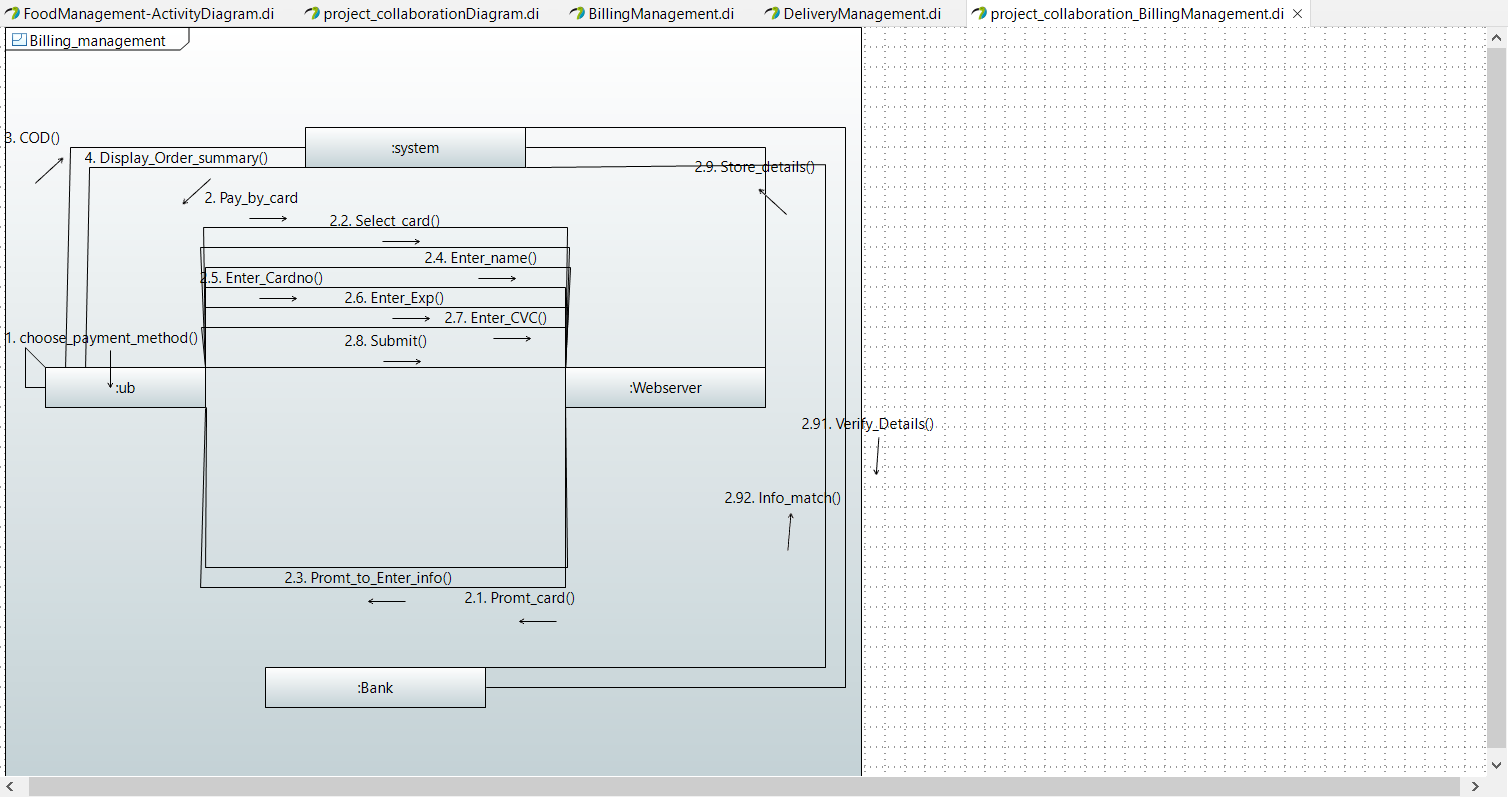 FoodManagement-ActivityDiagram.di
project_collaborationDiagram.di
BillingManagement.di
DeliveryManagement.di
project_collaboration_BillingManagement.di
Billing_management
3. COD()
:system
4. Display_Order_summary()
2.9. Store_details()
2. Pay_by_card
2.2. Select_card()
2.4. Enter_name()
2.5. Enter_Cardno()
2.6. Enter_Exp()
2.7. Enter_CVC()
1. choose_payment_method()
2.8. Submit()
:ub
:Webserver
2.91. Verify_Details()
2.92. Info_match()
2.3. Promt_to_Enter_info()
2.1. Promt_card()
:Bank